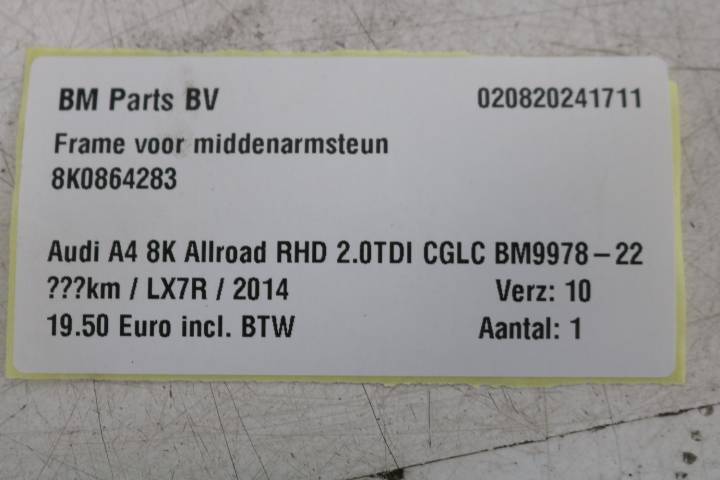 BM Parts BV 020820241711
Frame voor middenarmsteun
8K0864283
Audi A4 8K Allroad RHD 2.0TDI CGLC BM9978-22
???km / LX7R / 2014 Verz: 10
19.50 Euro incl. BTW Aantal: 1